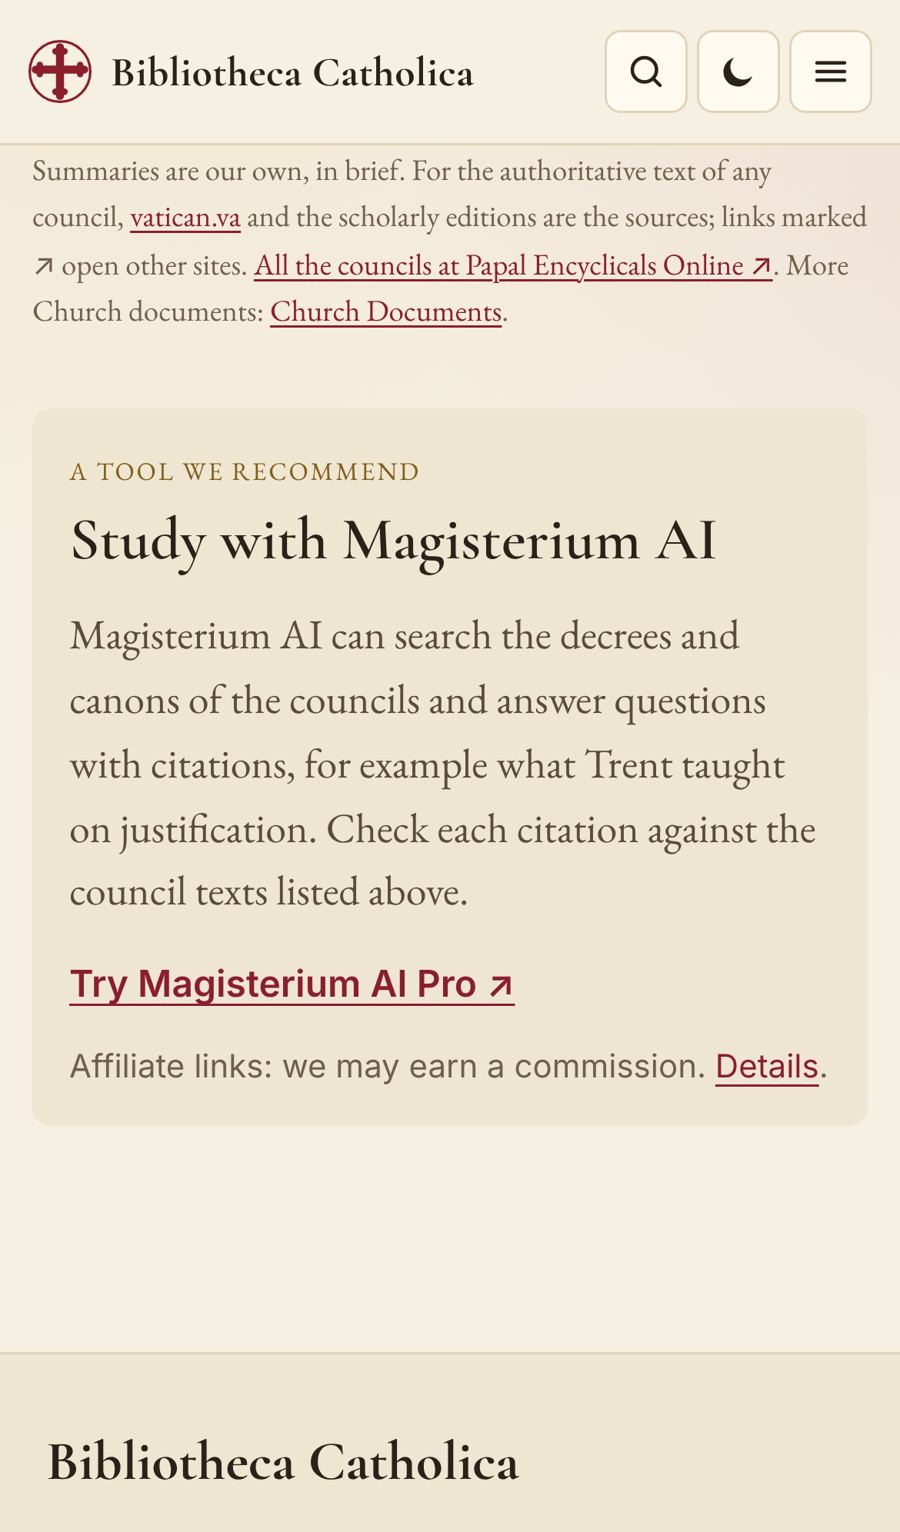 Bibliotheca Catholica
Summaries are our own, in brief. For the authoritative text of any
council, vatican.va and the scholarly editions are the sources; links marked
↗ open other sites. All the councils at Papal Encyclicals Online ↗. More
Church documents: Church Documents.
A TOOL WE RECOMMEND
Study with Magisterium AI
Magisterium AI can search the decrees and
canons of the councils and answer questions
with citations, for example what Trent taught
on justification. Check each citation against the
council texts listed above.
Try Magisterium AI Pro ↗
Affiliate links: we may earn a commission. Details.
Bibliotheca Catholica